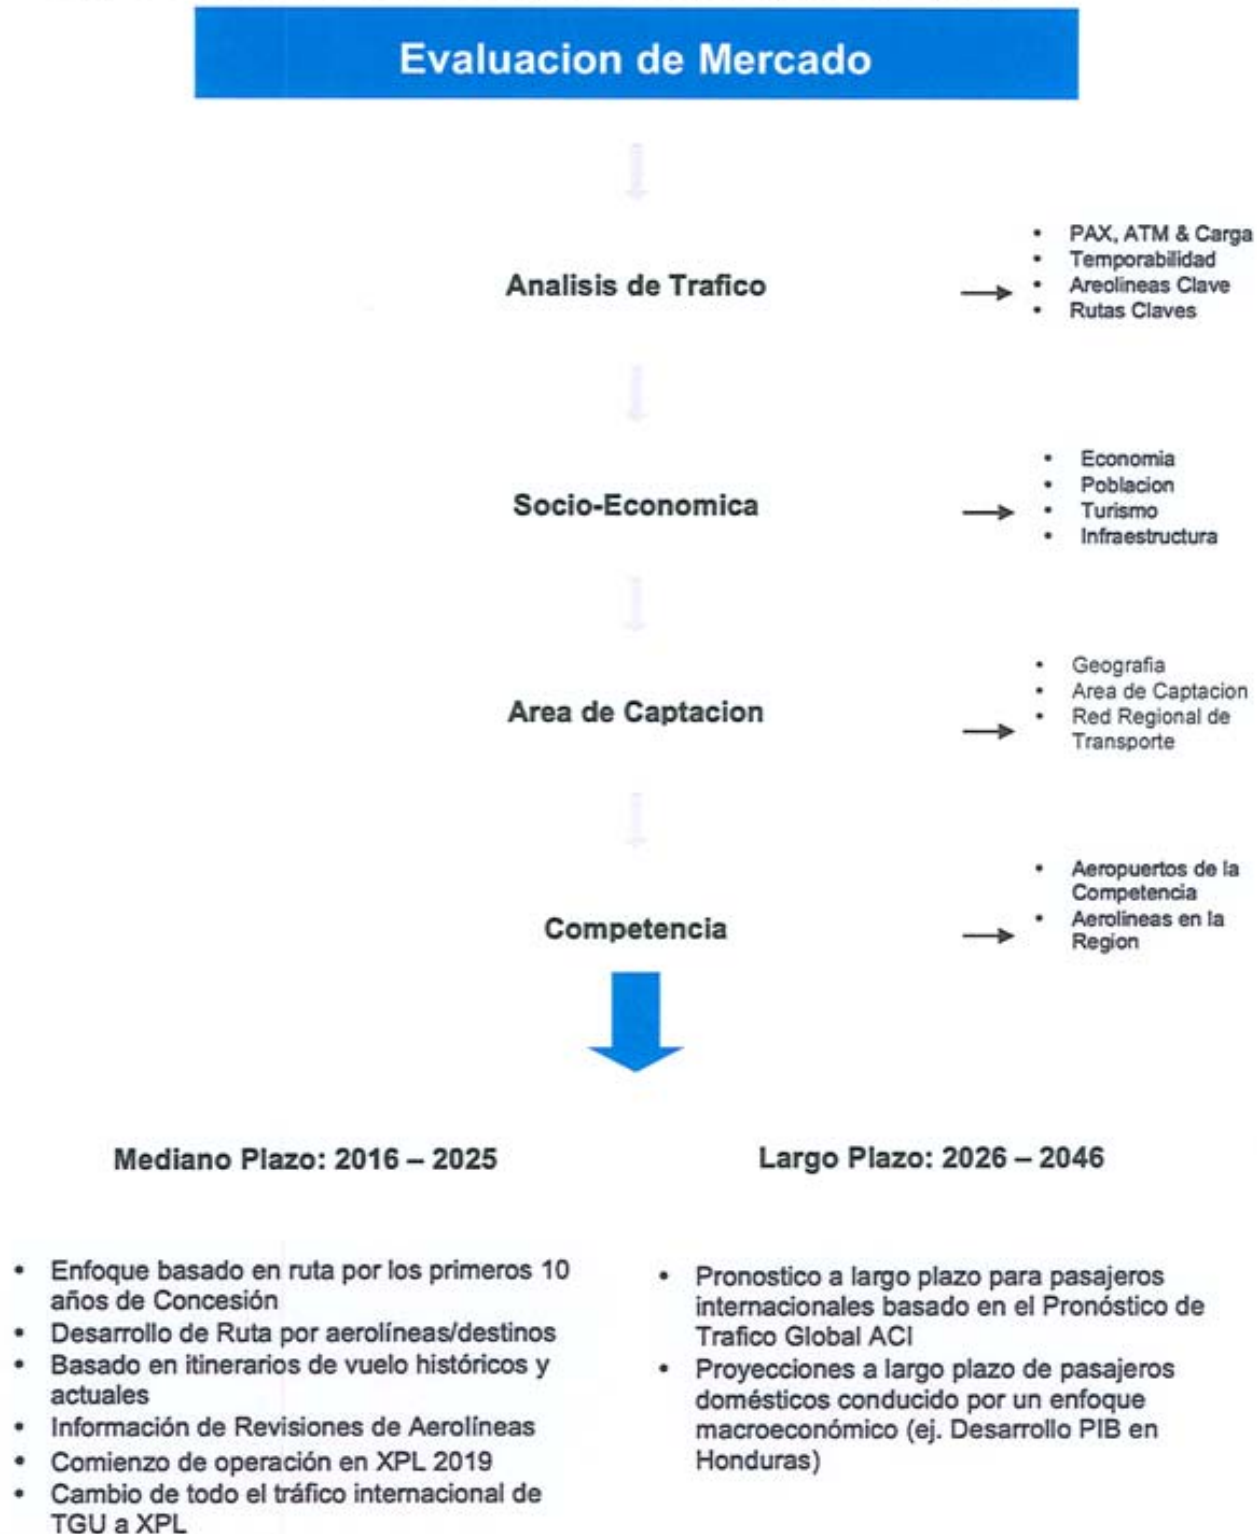 Evaluacion de Mercado
Analisis de Trafico
• PAX, ATM & Carga
• Temporabilidad
• Areolineas Clave
• Rutas Claves
Socio-Economica
• Economia
• Poblacion
• Turismo
• Infraestructura
Area de Captacion
• Geografia
• Area de Captacion
• Red Regional de
Transporte
Competencia
• Aeropuertos de la
Competencia
• Aerolineas en la
Region
Mediano Plazo: 2016 – 2025
• Enfoque basado en ruta por los primeros 10
años de Concesión
• Desarrollo de Ruta por aerolíneas/destinos
• Basado en itinerarios de vuelo históricos y
actuales
• Información de Revisiones de Aerolíneas
• Comienzo de operación en XPL 2019
• Cambio de todo el tráfico internacional de
TGU a XPL
Largo Plazo: 2026 – 2046
• Pronostico a largo plazo para pasajeros
internacionales basado en el Pronóstico de
Trafico Global ACI
• Proyecciones a largo plazo de pasajeros
domésticos conducido por un enfoque
macroeconómico (ej. Desarrollo PIB en
Honduras)